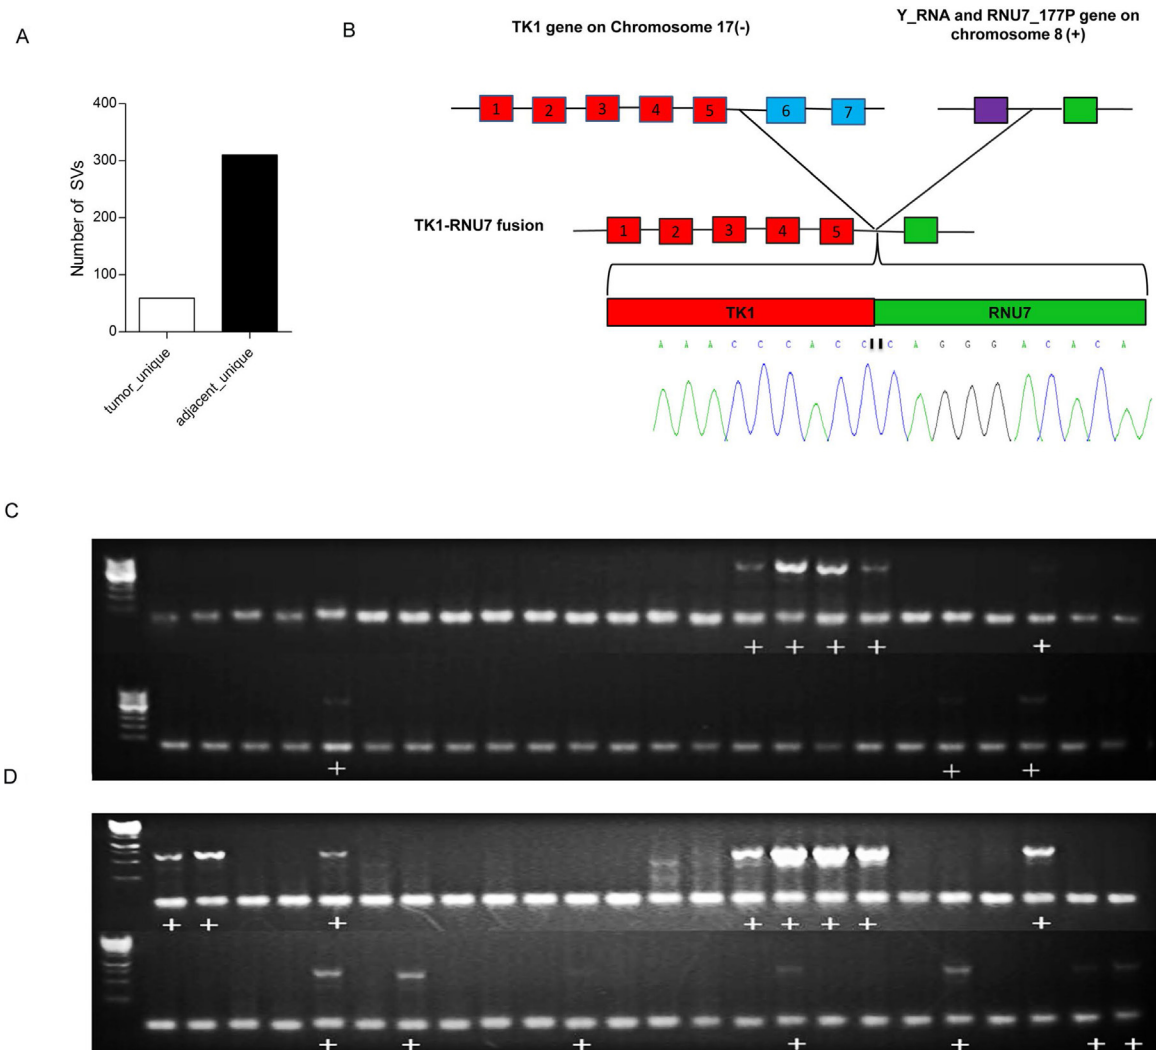 A
Number of SVs
400
300
200
100
0
tumor_unique
adjacent_unique
B
TK1 gene on Chromosome 17(-)
Y_RNA and RNU7_177P gene on
chromosome 8 (+)
1 2 3 4 5 6 7
TK1-RNU7 fusion
1 2 3 4 5
TK1 RNU7
A A A C C C A C C C A G G G A C A C A
C
+ + + + +
+ + +
D
+ + + + + + + +
+ + + + + + +